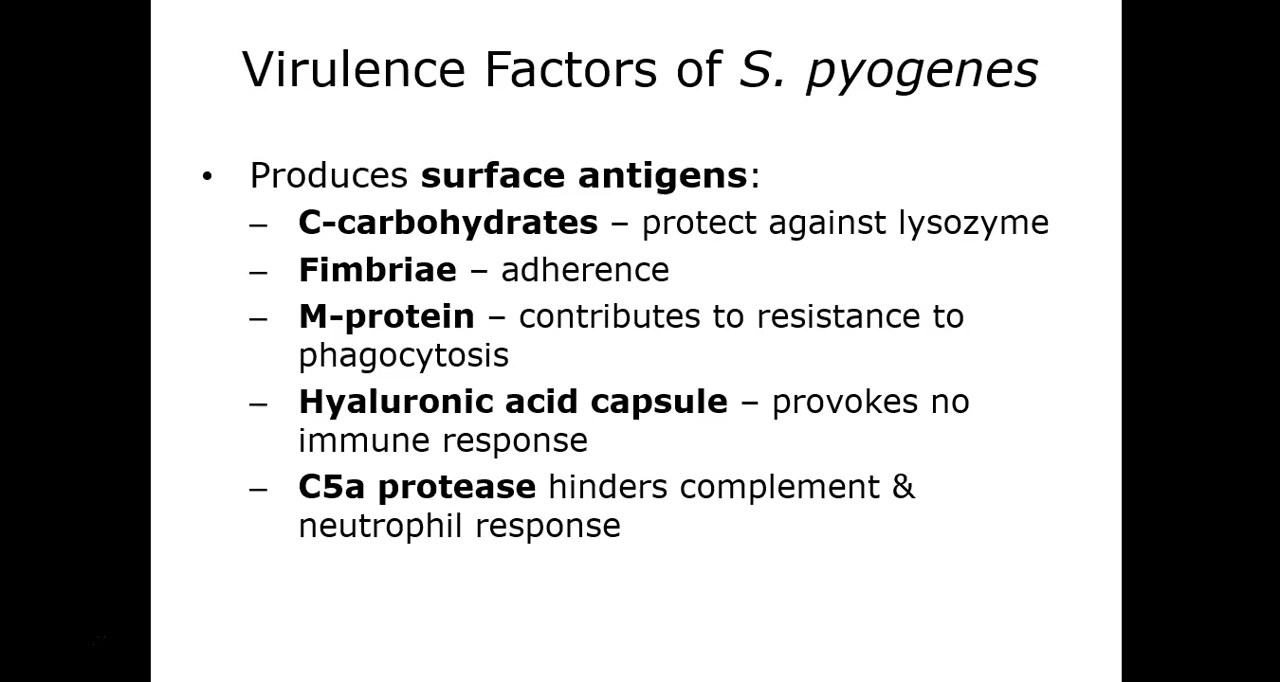 Virulence Factors of S. pyogenes
• Produces surface antigens:
– C-carbohydrates – protect against lysozyme
– Fimbriae – adherence
– M-protein – contributes to resistance to
phagocytosis
– Hyaluronic acid capsule – provokes no
immune response
– C5a protease hinders complement &
neutrophil response